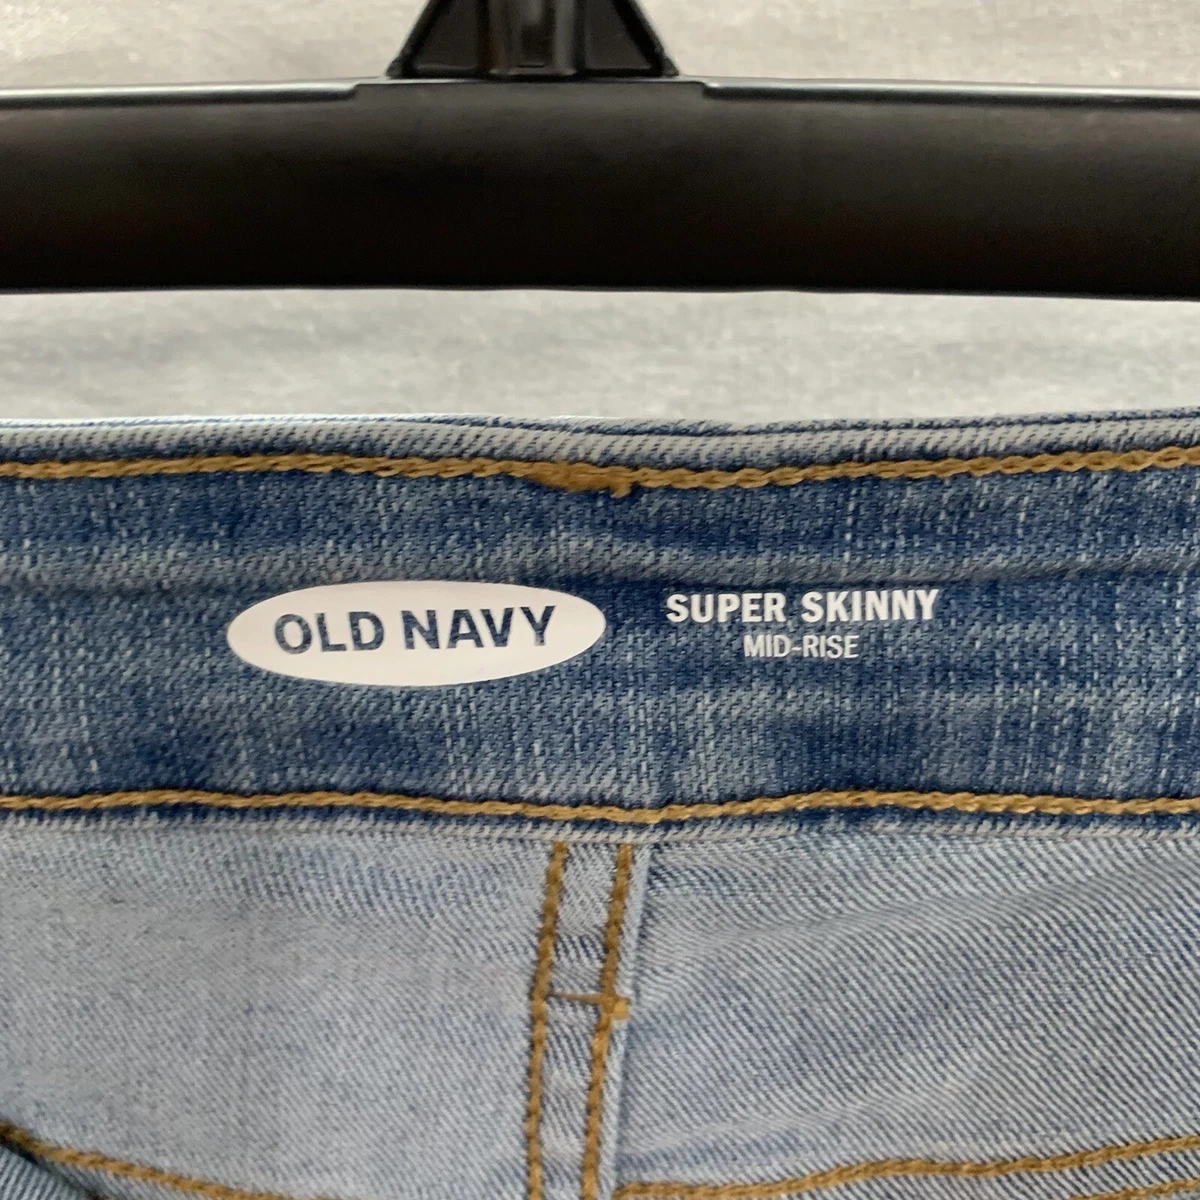 OLD NAVY
SUPER SKINNY
MID-RISE